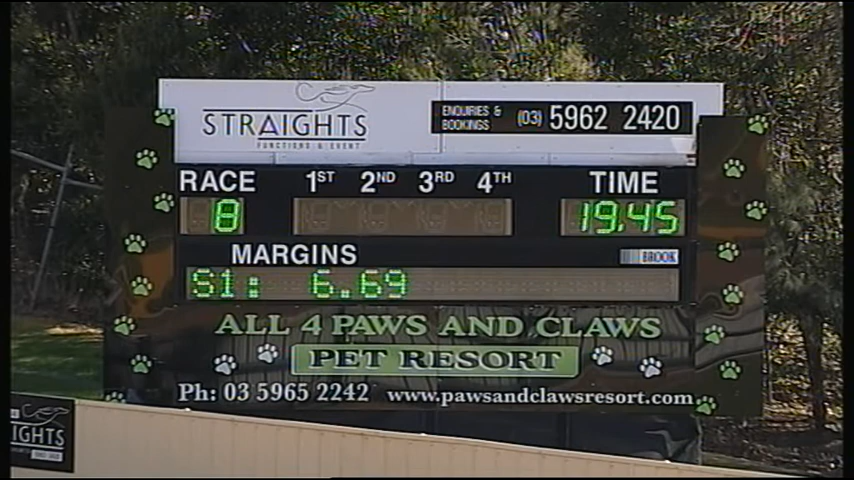 STRAIGHTS
FUNCTIONS & EVENT
ENQUIRIES & BOOKINGS (03) 5962 2420
RACE 1ST 2ND 3RD 4TH TIME
8 19.45
MARGINS BROOK
S1: 6.69
ALL 4 PAWS AND CLAWS
PET RESORT
Ph: 03 5965 2242 www.pawsandclawsresort.com
IGHTS